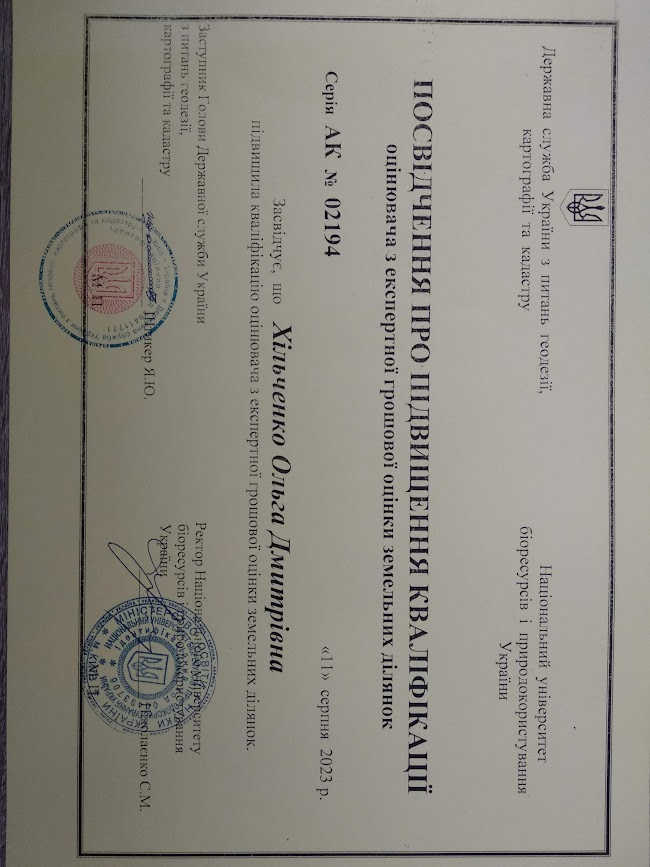 Державна служба України з питань геодезії,
картографії та кадастру
Національний університет
біоресурсів і природокористування
України
ПОСВІДЧЕННЯ ПРО ПІДВИЩЕННЯ КВАЛІФІКАЦІЇ
оцінювача з експертної грошової оцінки земельних ділянок
Серія АК № 02194
«11» серпня 2023 р.
Засвідчує, що Хільченко Ольга Дмитрівна
підвищила кваліфікацію оцінювача з експертної грошової оцінки земельних ділянок.
Заступник Голови Державної служби України
з питань геодезії,
картографії та кадастру
Я.Ю.
М.П.
Ректор Національного університету
біоресурсів і природокористування
України
Ніколаєнко С.М.
М.П.